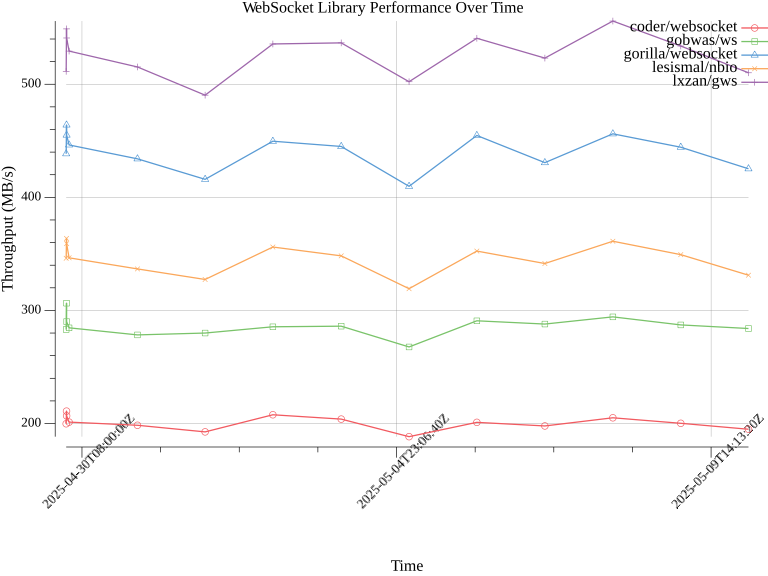 WebSocket Library Performance Over Time
coder/websocket
gobwas/ws
gorilla/websocket
lesismal/nbio
lxzan/gws
Throughput (MB/s)
500
400
300
200
2025-04-30T08:00:00Z
2025-05-04T23:06:40Z
2025-05-09T14:13:20Z
Time